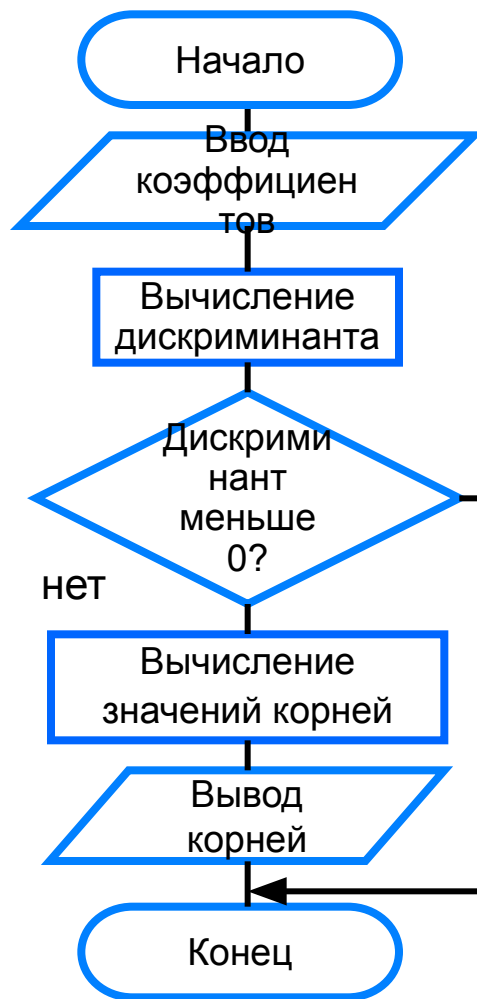 Начало
Ввод
коэффициен
тов
Вычисление
дискриминанта
Дискрими
нант
меньше
0?
нет
Вычисление
значений корней
Вывод
корней
Конец